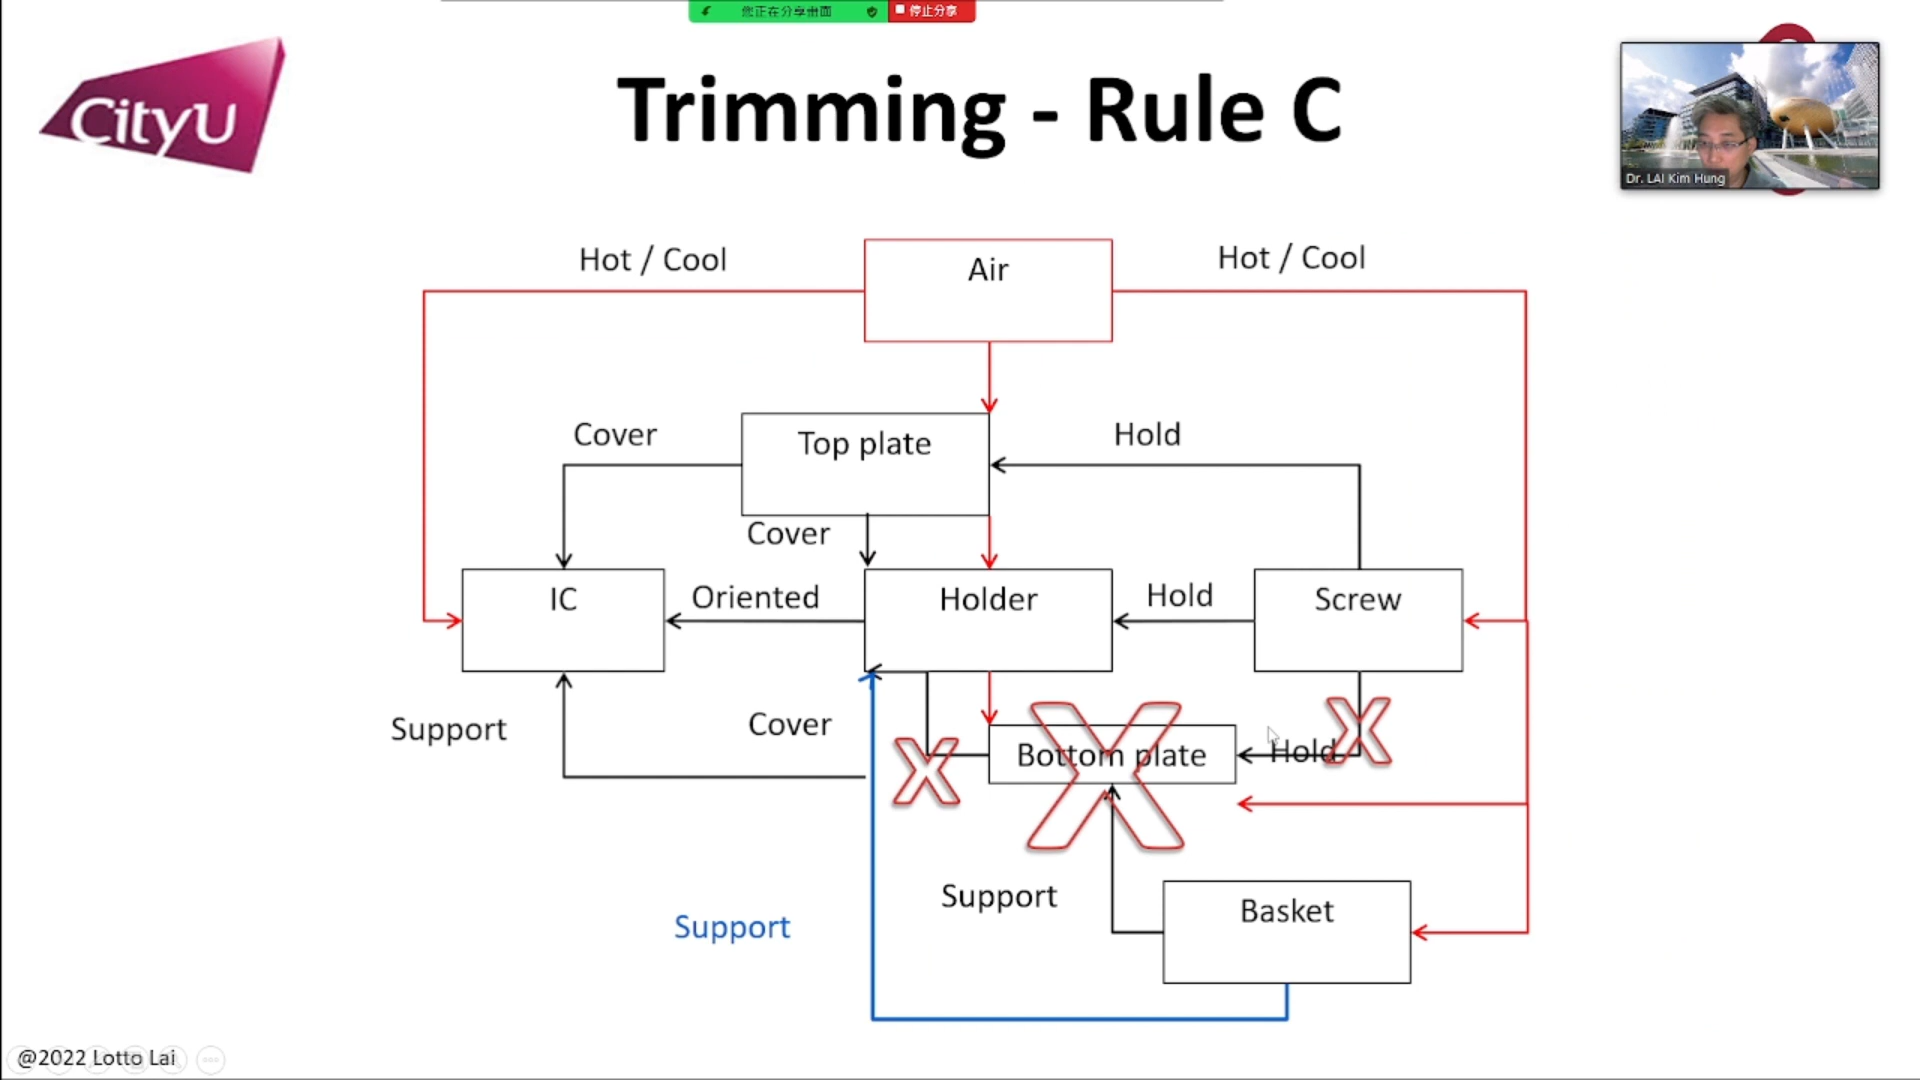 您正在分享畫面
停止分享
CityU
Trimming - Rule C
Dr. LAI Kim Hung
Hot / Cool
Air
Hot / Cool
Cover
Top plate
Hold
Cover
IC
Oriented
Holder
Hold
Screw
Support
Cover
X
Bottom plate
X
Hold
X
Support
Support
Basket
@2022 Lotto Lai